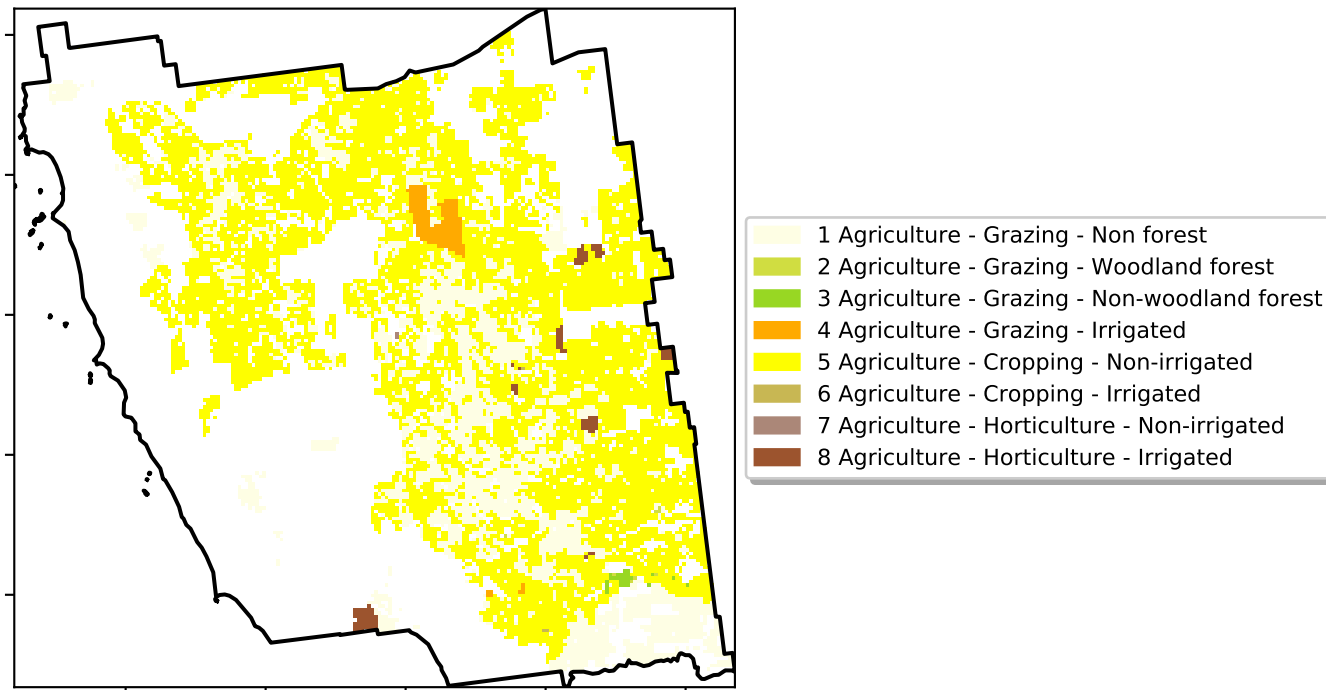 1 Agriculture - Grazing - Non forest
2 Agriculture - Grazing - Woodland forest
3 Agriculture - Grazing - Non-woodland forest
4 Agriculture - Grazing - Irrigated
5 Agriculture - Cropping - Non-irrigated
6 Agriculture - Cropping - Irrigated
7 Agriculture - Horticulture - Non-irrigated
8 Agriculture - Horticulture - Irrigated